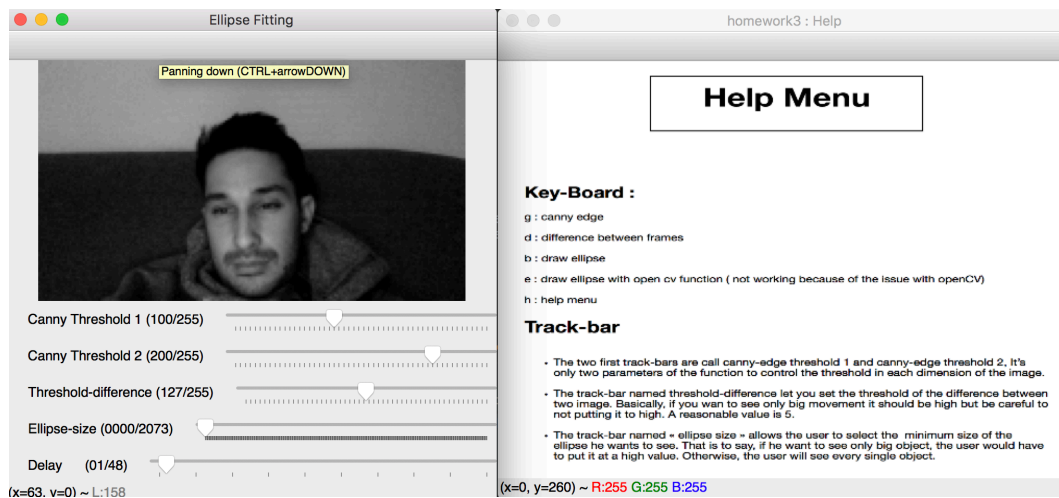 Ellipse Fitting
Panning down (CTRL+arrowDOWN)
Canny Threshold 1 (100/255)
Canny Threshold 2 (200/255)
Threshold-difference (127/255)
Ellipse-size (0000/2073)
Delay (01/48)
(x=63, y=0) ~ L:158
homework3 : Help
Help Menu
Key-Board :
g : canny edge
d : difference between frames
b : draw ellipse
e : draw ellipse with open cv function ( not working because of the issue with openCV)
h : help menu
Track-bar
• The two first track-bars are call canny-edge threshold 1 and canny-edge threshold 2, It's
only two parameters of the function to control the threshold in each dimension of the image.
• The track-bar named threshold-difference let you set the threshold of the difference between
two image. Basically, if you wan to see only big movement it should be high but be careful to
not putting it to high. A reasonable value is 5.
• The track-bar named « ellipse size » allows the user to select the minimum size of the
ellipse he wants to see. That is to say, if he want to see only big object, the user would have
to put it at a high value. Otherwise, the user will see every single object.
(x=0, y=260) ~ R:255 G:255 B:255